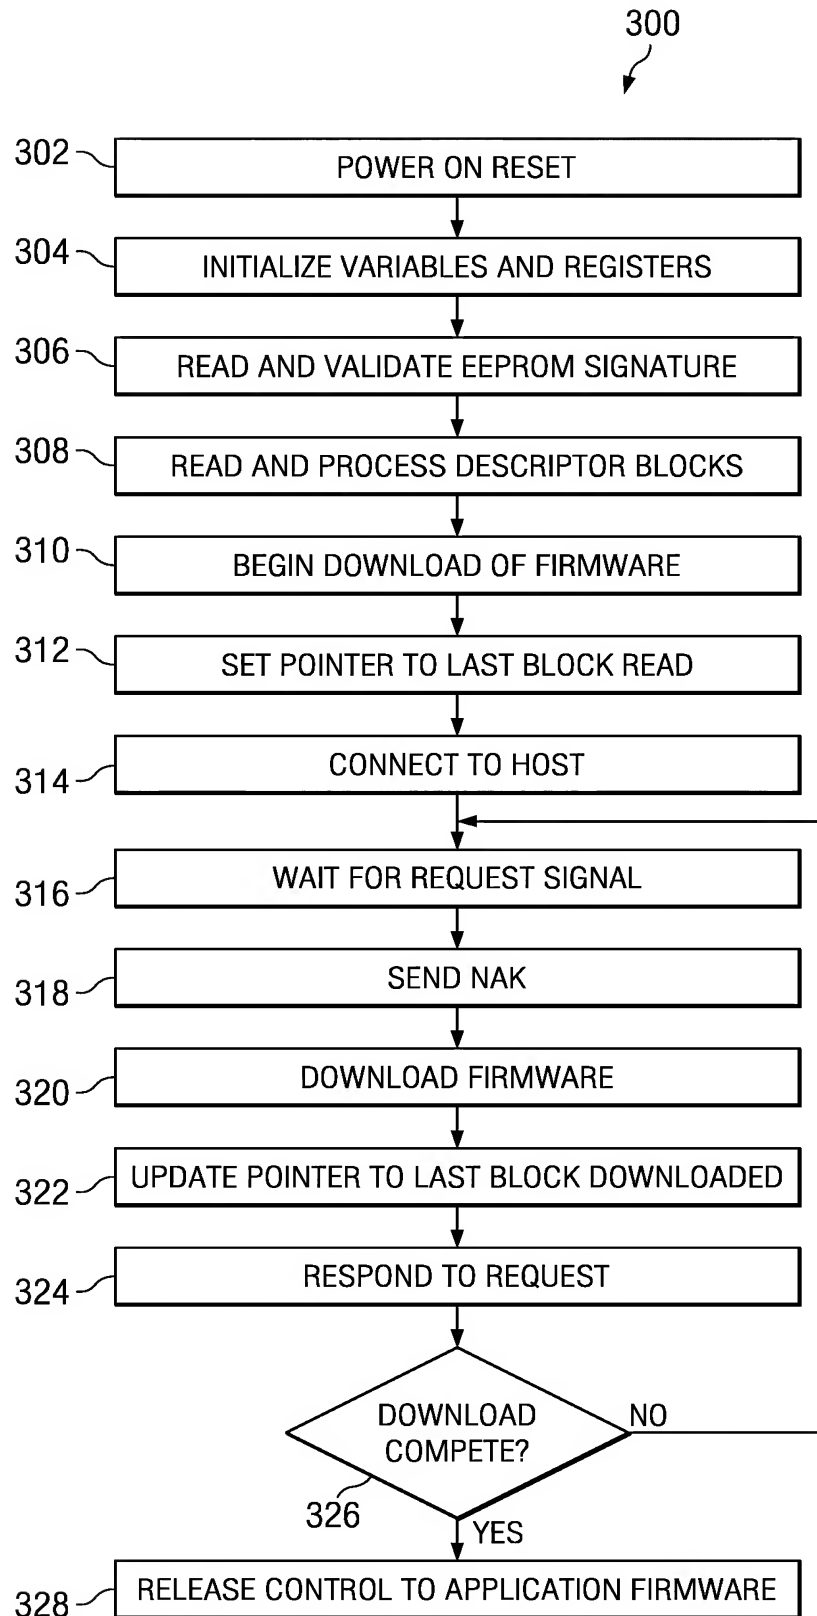 300
302
POWER ON RESET
304
INITIALIZE VARIABLES AND REGISTERS
306
READ AND VALIDATE EEPROM SIGNATURE
308
READ AND PROCESS DESCRIPTOR BLOCKS
310
BEGIN DOWNLOAD OF FIRMWARE
312
SET POINTER TO LAST BLOCK READ
314
CONNECT TO HOST
316
WAIT FOR REQUEST SIGNAL
318
SEND NAK
320
DOWNLOAD FIRMWARE
322
UPDATE POINTER TO LAST BLOCK DOWNLOADED
324
RESPOND TO REQUEST
DOWNLOAD
COMPETE?
NO
326
YES
328
RELEASE CONTROL TO APPLICATION FIRMWARE